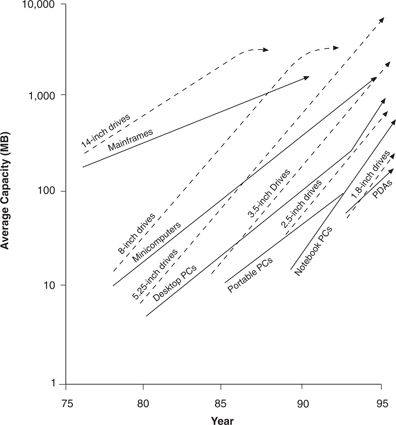 10,000
1,000
100
10
1
Average Capacity (MB)
14-inch drives
Mainframes
8-inch drives
Minicomputers
5.25-inch drives
Desktop PCs
3.5-inch Drives
Portable PCs
2.5-inch drives
Notebook PCs
1.8-inch drives
PDAs
75
80
85
90
95
Year